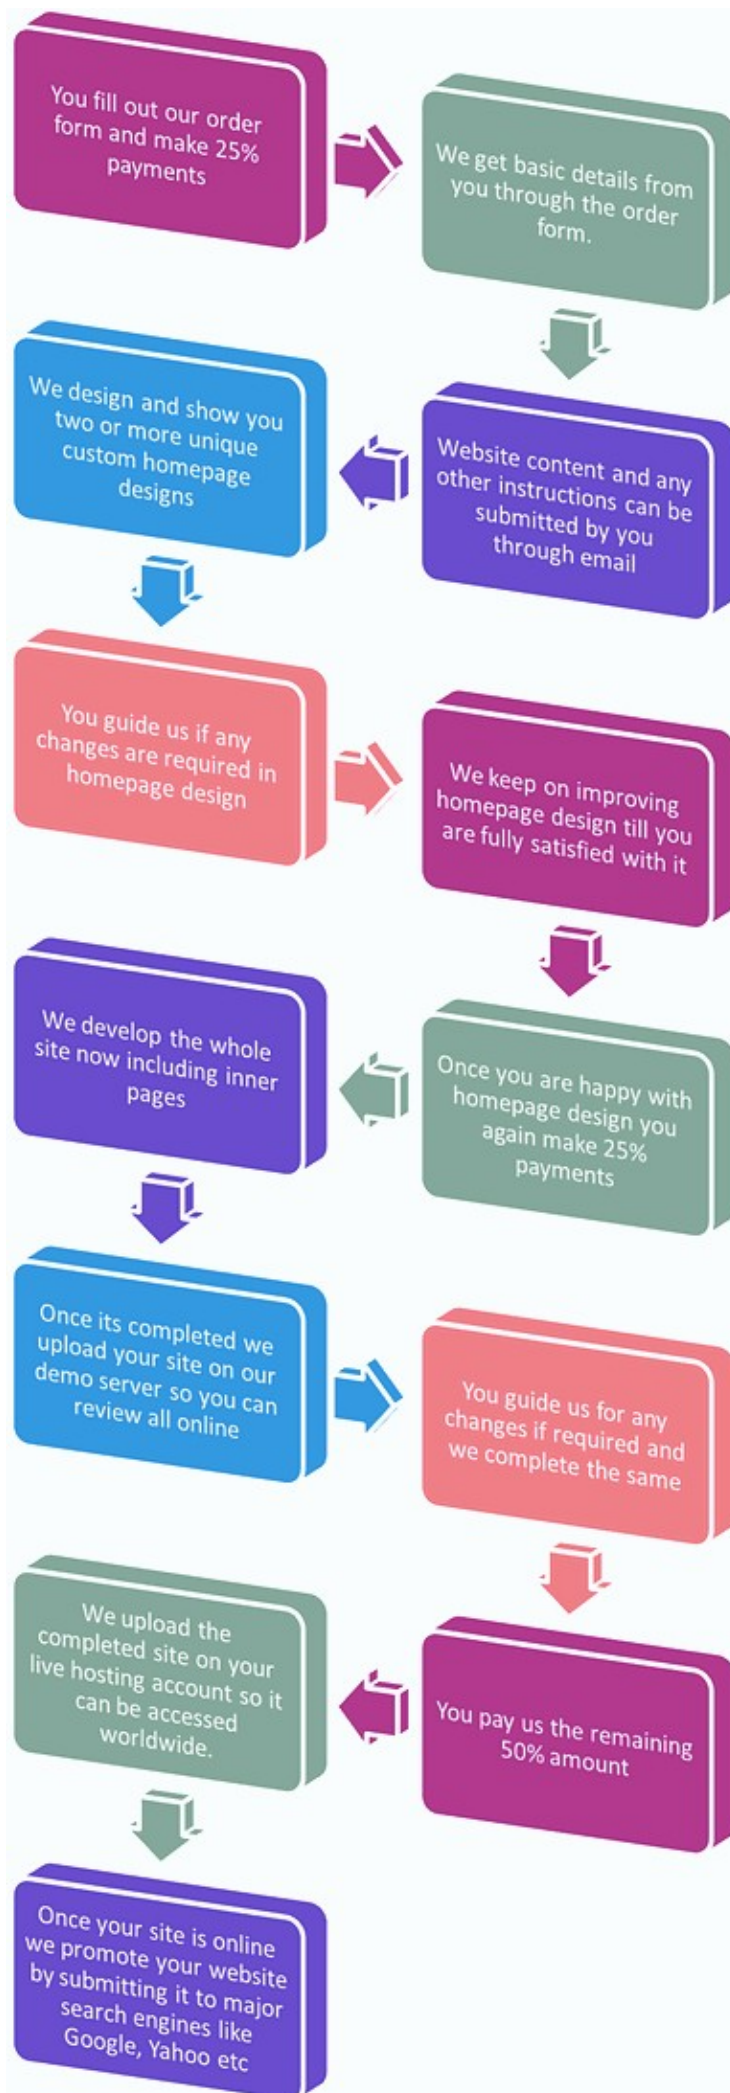 You fill out our order
form and make 25%
payments
We get basic details from
you through the order
form.
Website content and any
other instructions can be
submitted by you
through email
We design and show you
two or more unique
custom homepage
designs
You guide us if any
changes are required in
homepage design
We keep on improving
homepage design till you
are fully satisfied with it
Once you are happy with
homepage design you
again make 25%
payments
We develop the whole
site now including inner
pages
Once its completed we
upload your site on our
demo server so you can
review all online
You guide us for any
changes if required and
we complete the same
You pay us the remaining
50% amount
We upload the
completed site on your
live hosting account so it
can be accessed
worldwide.
Once your site is online
we promote your website
by submitting it to major
search engines like
Google, Yahoo etc